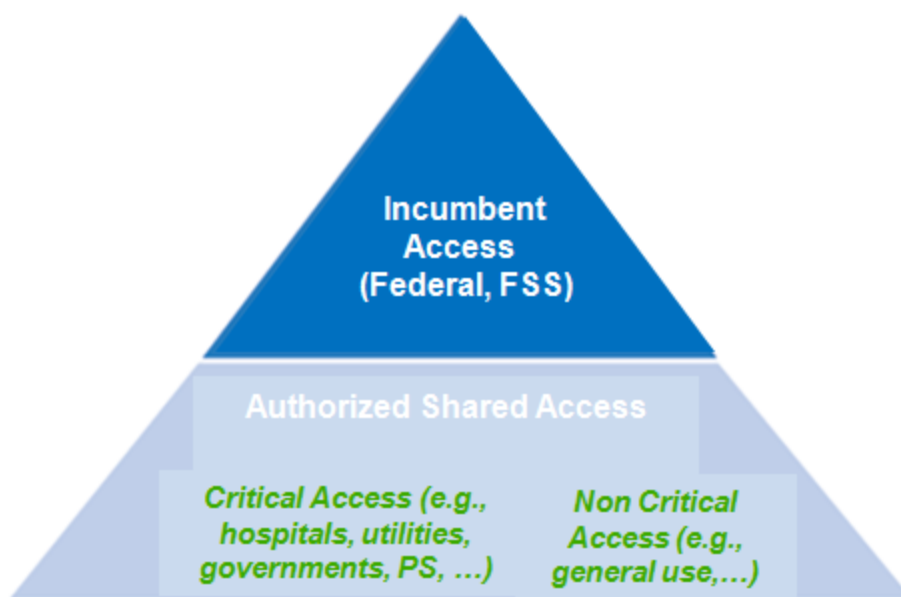 Incumbent
Access
(Federal, FSS)
Authorized Shared Access
Critical Access (e.g.,
hospitals, utilities,
governments, PS, ...)
Non Critical
Access (e.g.,
general use,...)